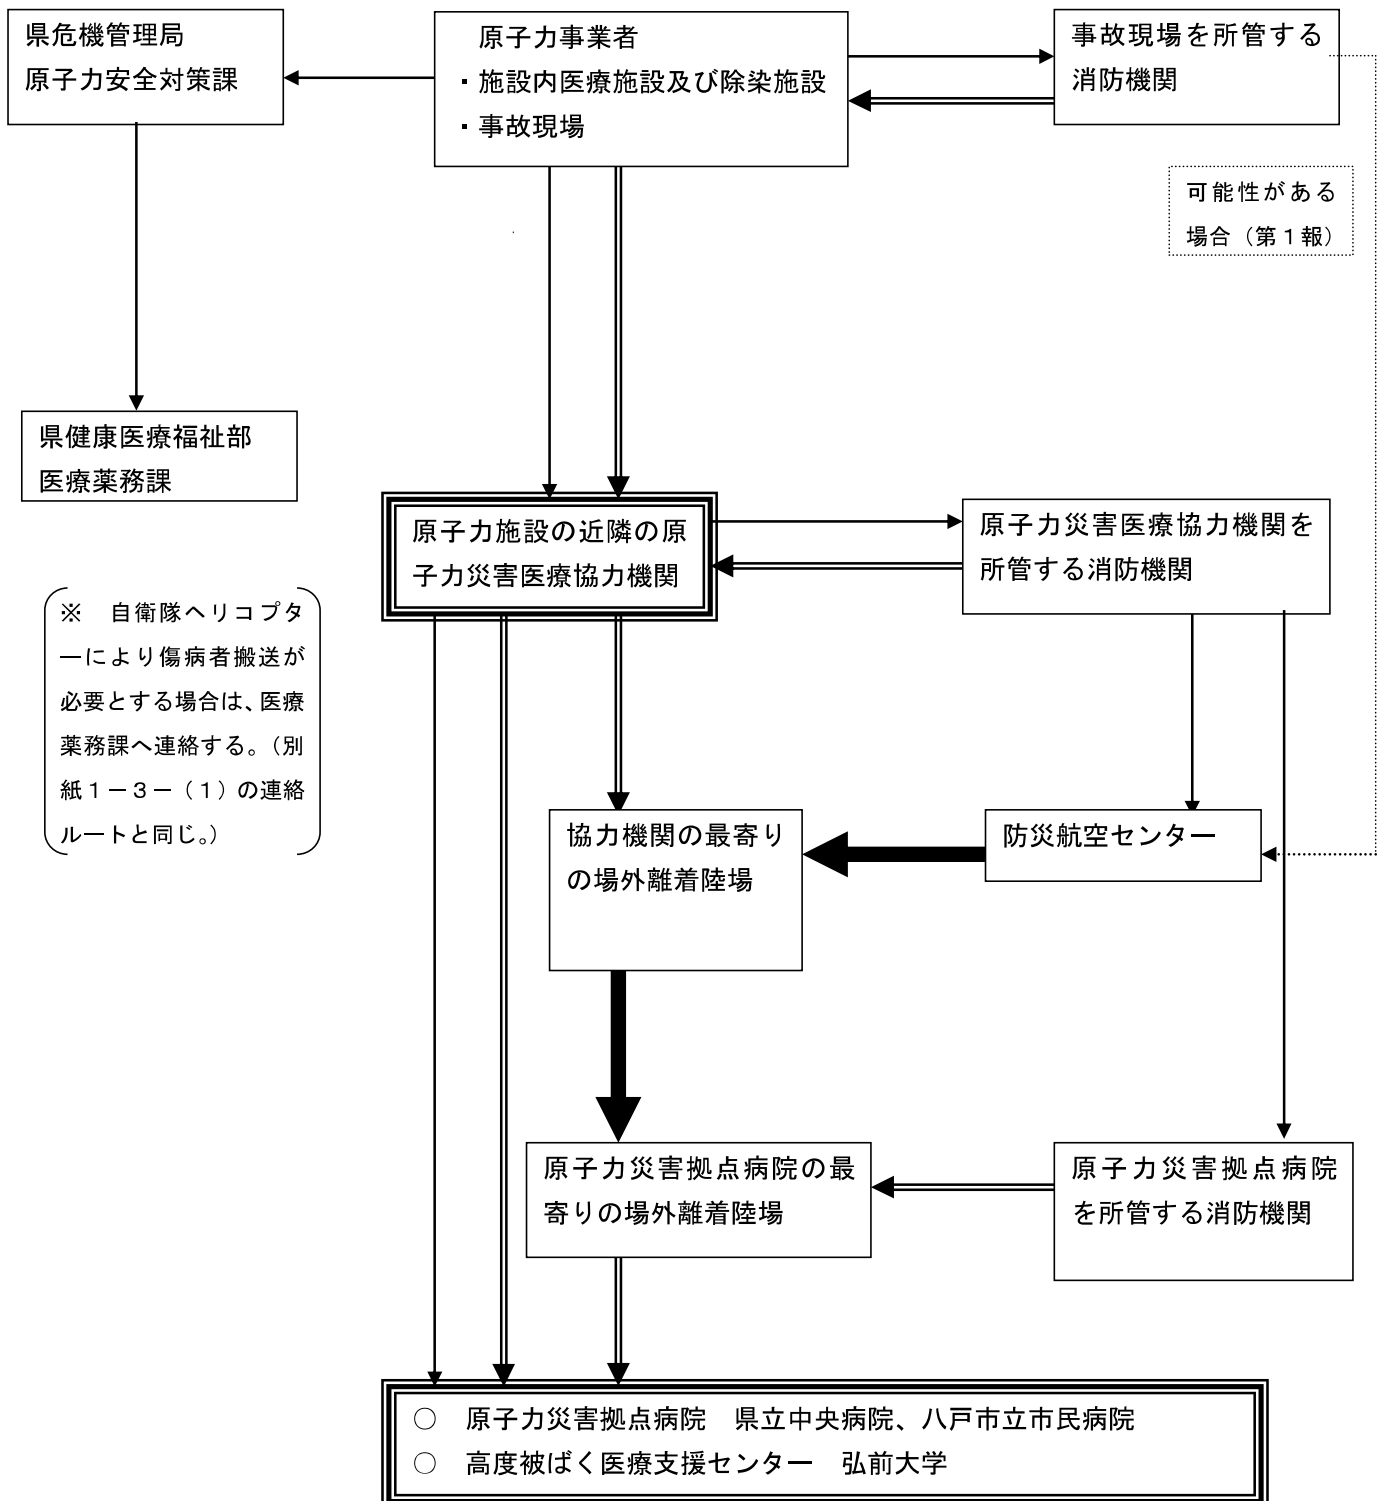 県危機管理局
原子力安全対策課
原子力事業者
・施設内医療施設及び除染施設
・事故現場
事故現場を所管する
消防機関
可能性がある
場合（第１報）
県健康医療福祉部
医療薬務課
原子力施設の近隣の原
子力災害医療協力機関
原子力災害医療協力機関を
所管する消防機関
※　自衛隊ヘリコプタ
ーにより傷病者搬送が
必要とする場合は、医療
薬務課へ連絡する。（別
紙１－３－（１）の連絡
ルートと同じ。）
協力機関の最寄り
の場外離着陸場
防災航空センター
原子力災害拠点病院の最
寄りの場外離着陸場
原子力災害拠点病院
を所管する消防機関
○　原子力災害拠点病院　県立中央病院、八戸市立市民病院
○　高度被ばく医療支援センター　弘前大学